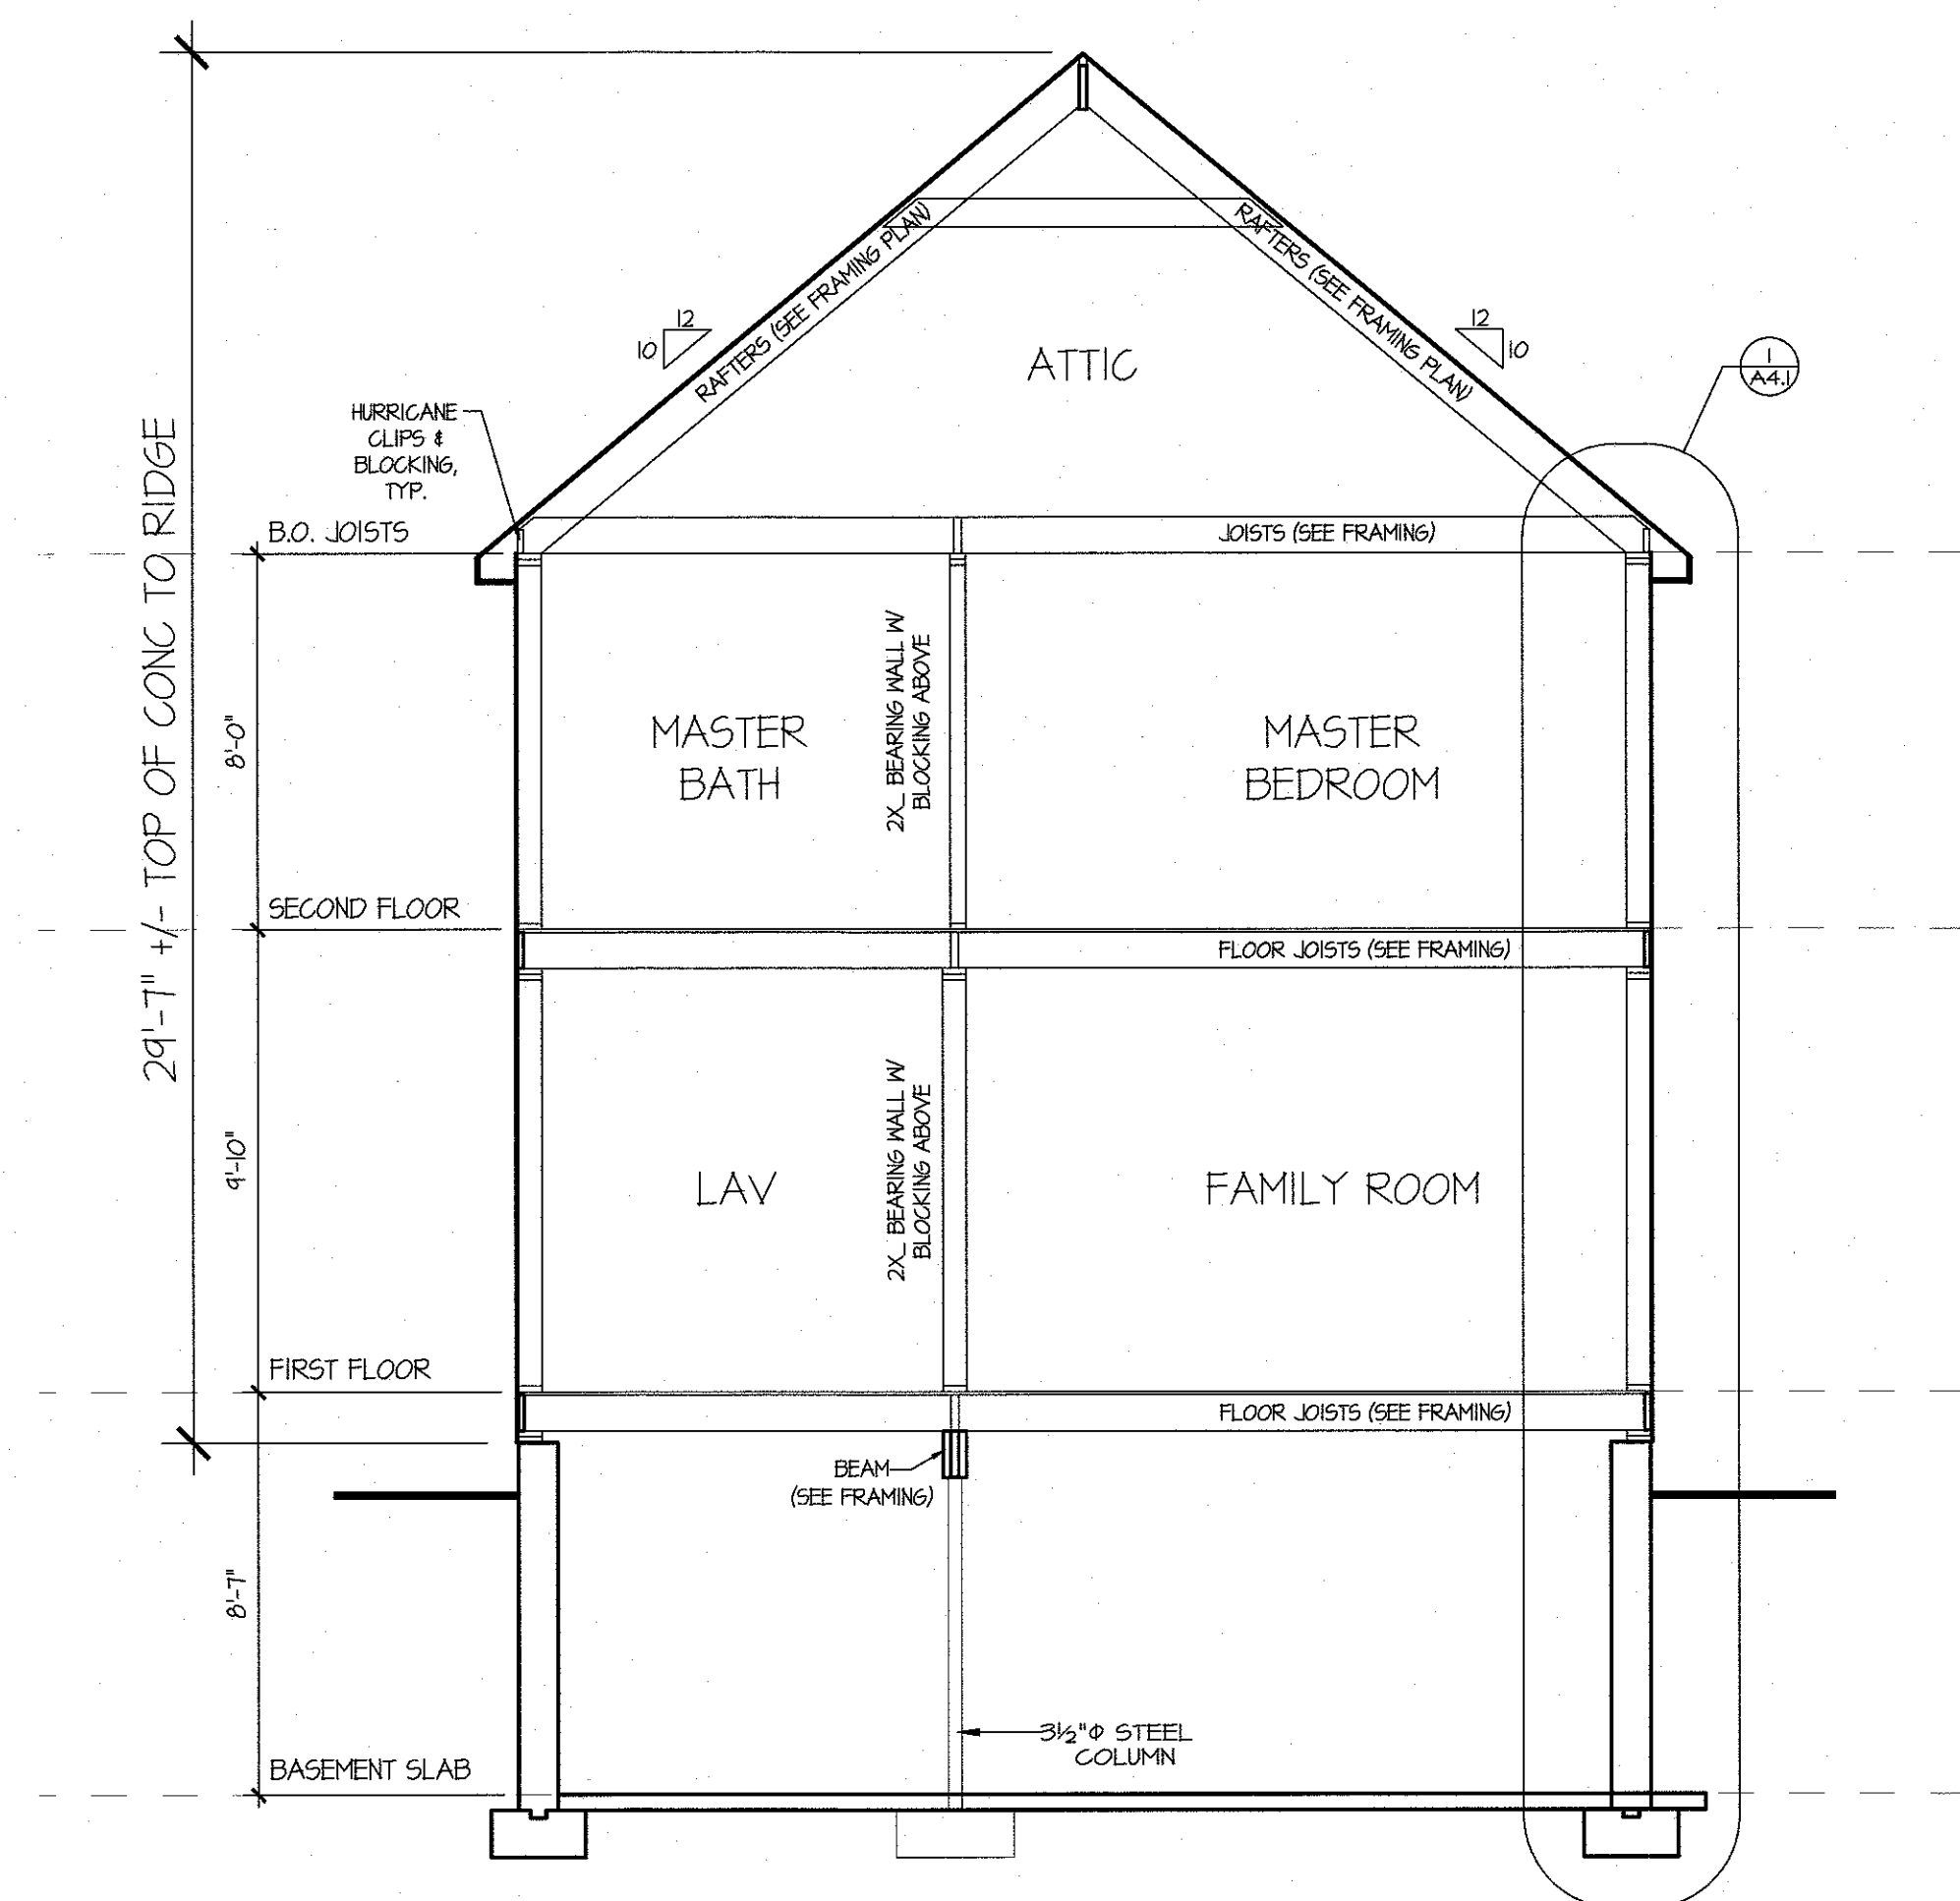 12
10
RAFTERS (SEE FRAMING PLAN)
RAFTERS (SEE FRAMING PLAN)
12
10
ATTIC
1
A4.1
HURRICANE
CLIPS &
BLOCKING,
TYP.
B.O. JOISTS
JOISTS (SEE FRAMING)
29'-7" +/- TOP OF CONC TO RIDGE
8'-0"
MASTER
BATH
2X_ BEARING WALL W/
BLOCKING ABOVE
MASTER
BEDROOM
SECOND FLOOR
FLOOR JOISTS (SEE FRAMING)
9'-10"
LAV
2X_ BEARING WALL W/
BLOCKING ABOVE
FAMILY ROOM
FIRST FLOOR
FLOOR JOISTS (SEE FRAMING)
BEAM
(SEE FRAMING)
8'-7"
3½"Φ STEEL
COLUMN
BASEMENT SLAB